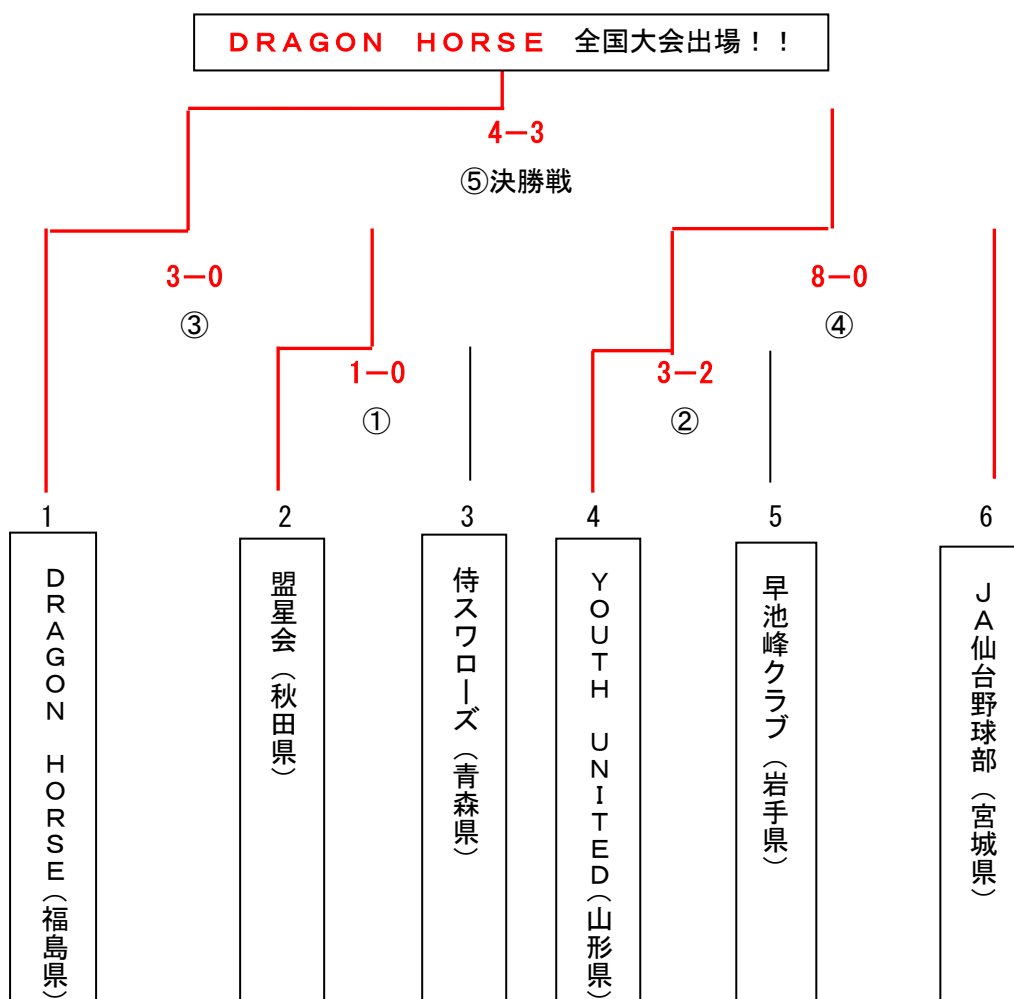 DRAGON HORSE 全国大会出場!!
4-3
⑤決勝戦
3-0
8-0
③
④
1-0
3-2
①
②
1
2
3
4
5
6
DRAGON HORSE(福島県)
盟星会(秋田県)
侍スワローズ(青森県)
YOUTH UNITED(山形県)
早池峰クラブ(岩手県)
JA仙台野球部(宮城県)